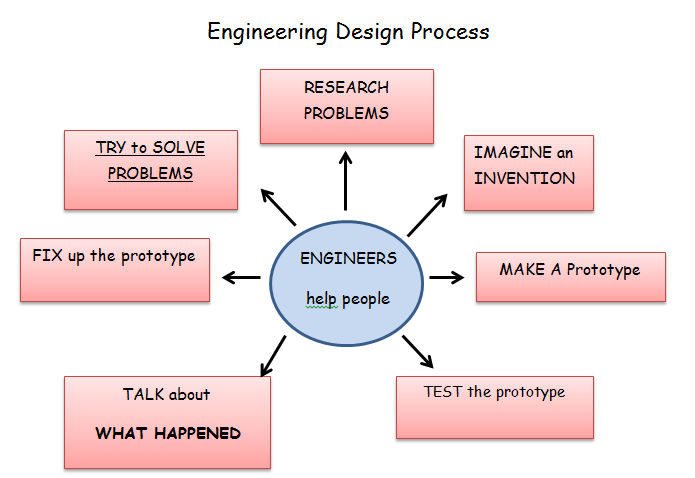 Engineering Design Process
RESEARCH
PROBLEMS
TRY to SOLVE
PROBLEMS
IMAGINE an
INVENTION
FIX up the prototype
ENGINEERS
help people
MAKE A Prototype
TALK about
WHAT HAPPENED
TEST the prototype